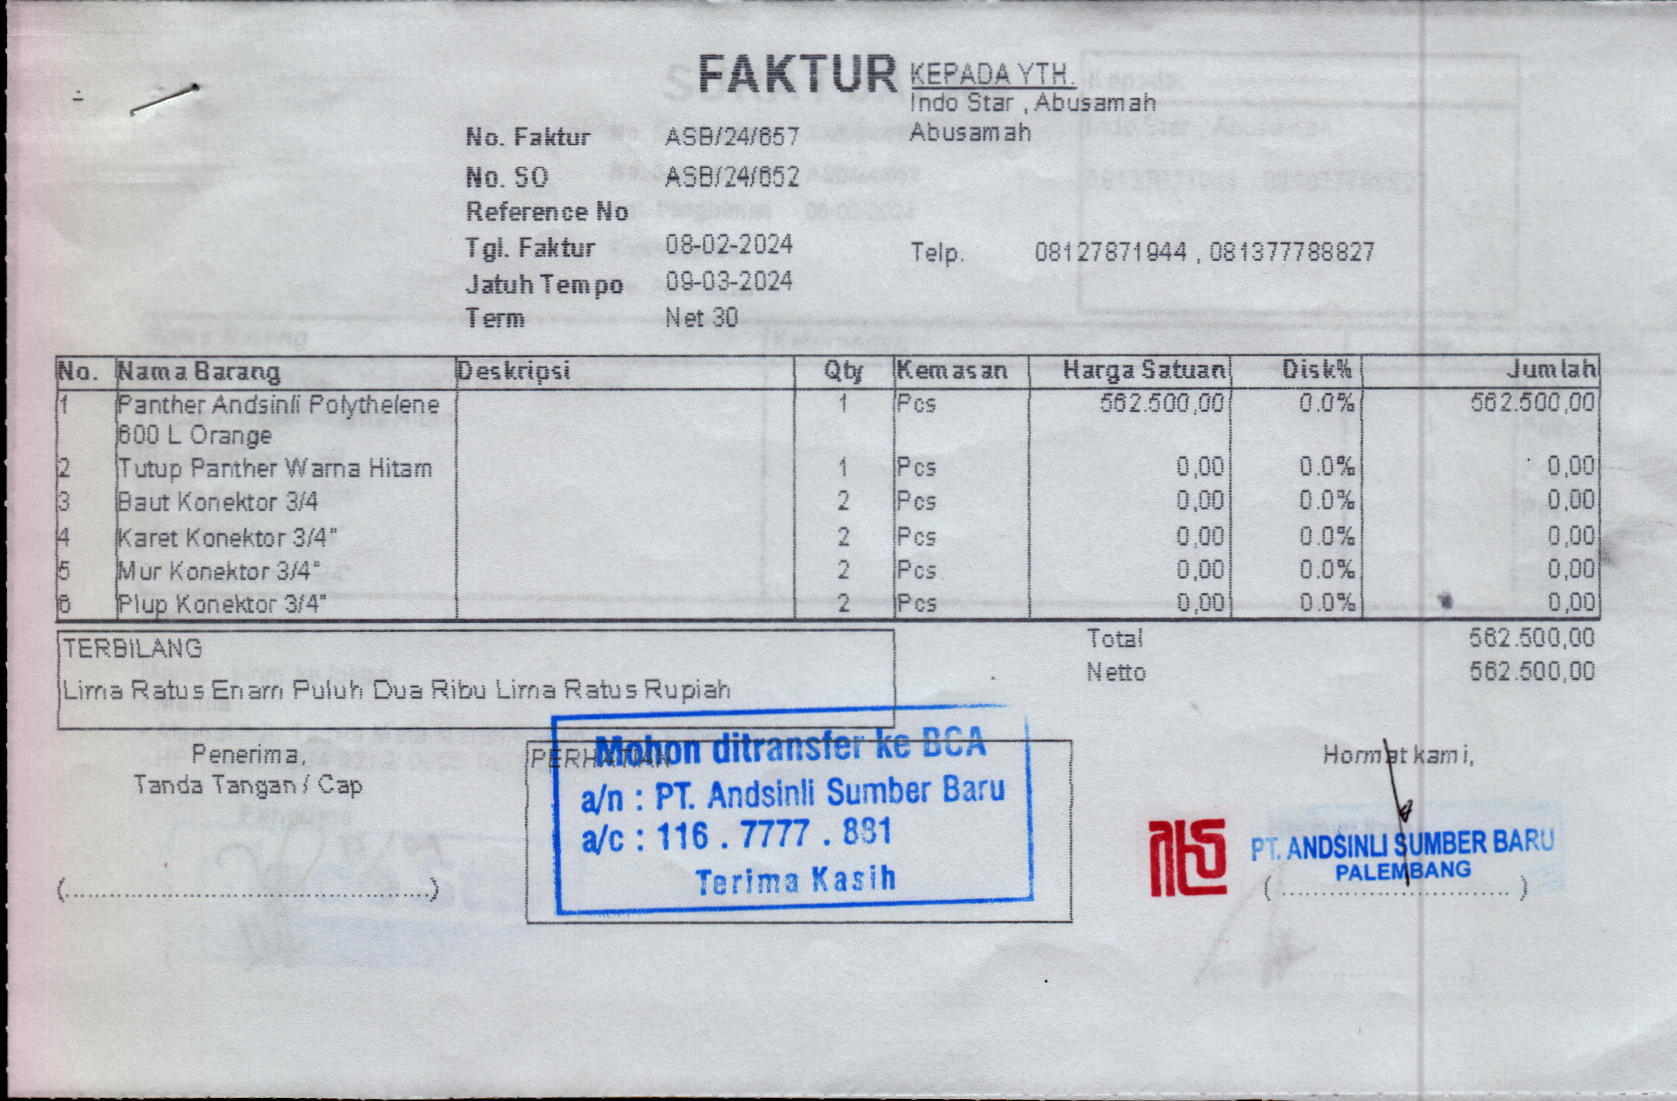 FAKTUR
KEPADA YTH.
Indo Star , Abusamah
Abusamah
No. Faktur ASB/24/657
No. SO ASB/24/652
Reference No
Tgl. Faktur 08-02-2024
Telp. 08127871944 , 081377788827
Jatuh Tempo 09-03-2024
Term Net 30
No. Nama Barang Deskripsi Qty Kemasan Harga Satuan Disk% Jumlah
1 Panther Andsinli Polythelene 1 Pcs 562.500,00 0.0% 562.500,00
600 L Orange
2 Tutup Panther Warna Hitam 1 Pcs 0,00 0.0% 0,00
3 Baut Konektor 3/4 2 Pcs 0,00 0.0% 0,00
4 Karet Konektor 3/4" 2 Pcs 0,00 0.0% 0,00
5 Mur Konektor 3/4" 2 Pcs 0,00 0.0% 0,00
6 Plup Konektor 3/4" 2 Pcs 0,00 0.0% 0,00
TERBILANG
Lima Ratus Enam Puluh Dua Ribu Lima Ratus Rupiah
Total 562.500,00
Netto 562.500,00
Penerima,
Tanda Tangan / Cap
(........................................)
PERHATIAN
Mohon ditransfer ke BCA
a/n : PT. Andsinli Sumber Baru
a/c : 116 . 7777 . 881
Terima Kasih
Hormat kami,
PT. ANDSINLI SUMBER BARU
PALEMBANG
(........................)